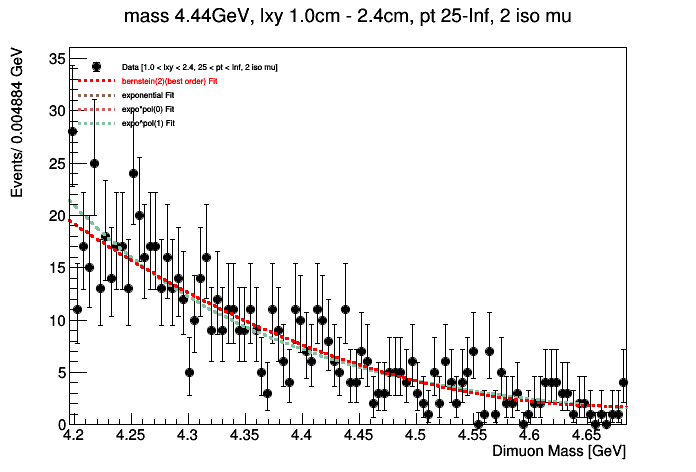 mass 4.44GeV, lxy 1.0cm - 2.4cm, pt 25-Inf, 2 iso mu
Events/ 0.004884 GeV
35
30
25
20
15
10
5
0
Data [1.0 < lxy < 2.4, 25 < pt < Inf, 2 iso mu]
bernstein(2)(best order) Fit
exponential Fit
expo*pol(0) Fit
expo*pol(1) Fit
4.2 4.25 4.3 4.35 4.4 4.45 4.5 4.55 4.6 4.65
Dimuon Mass [GeV]